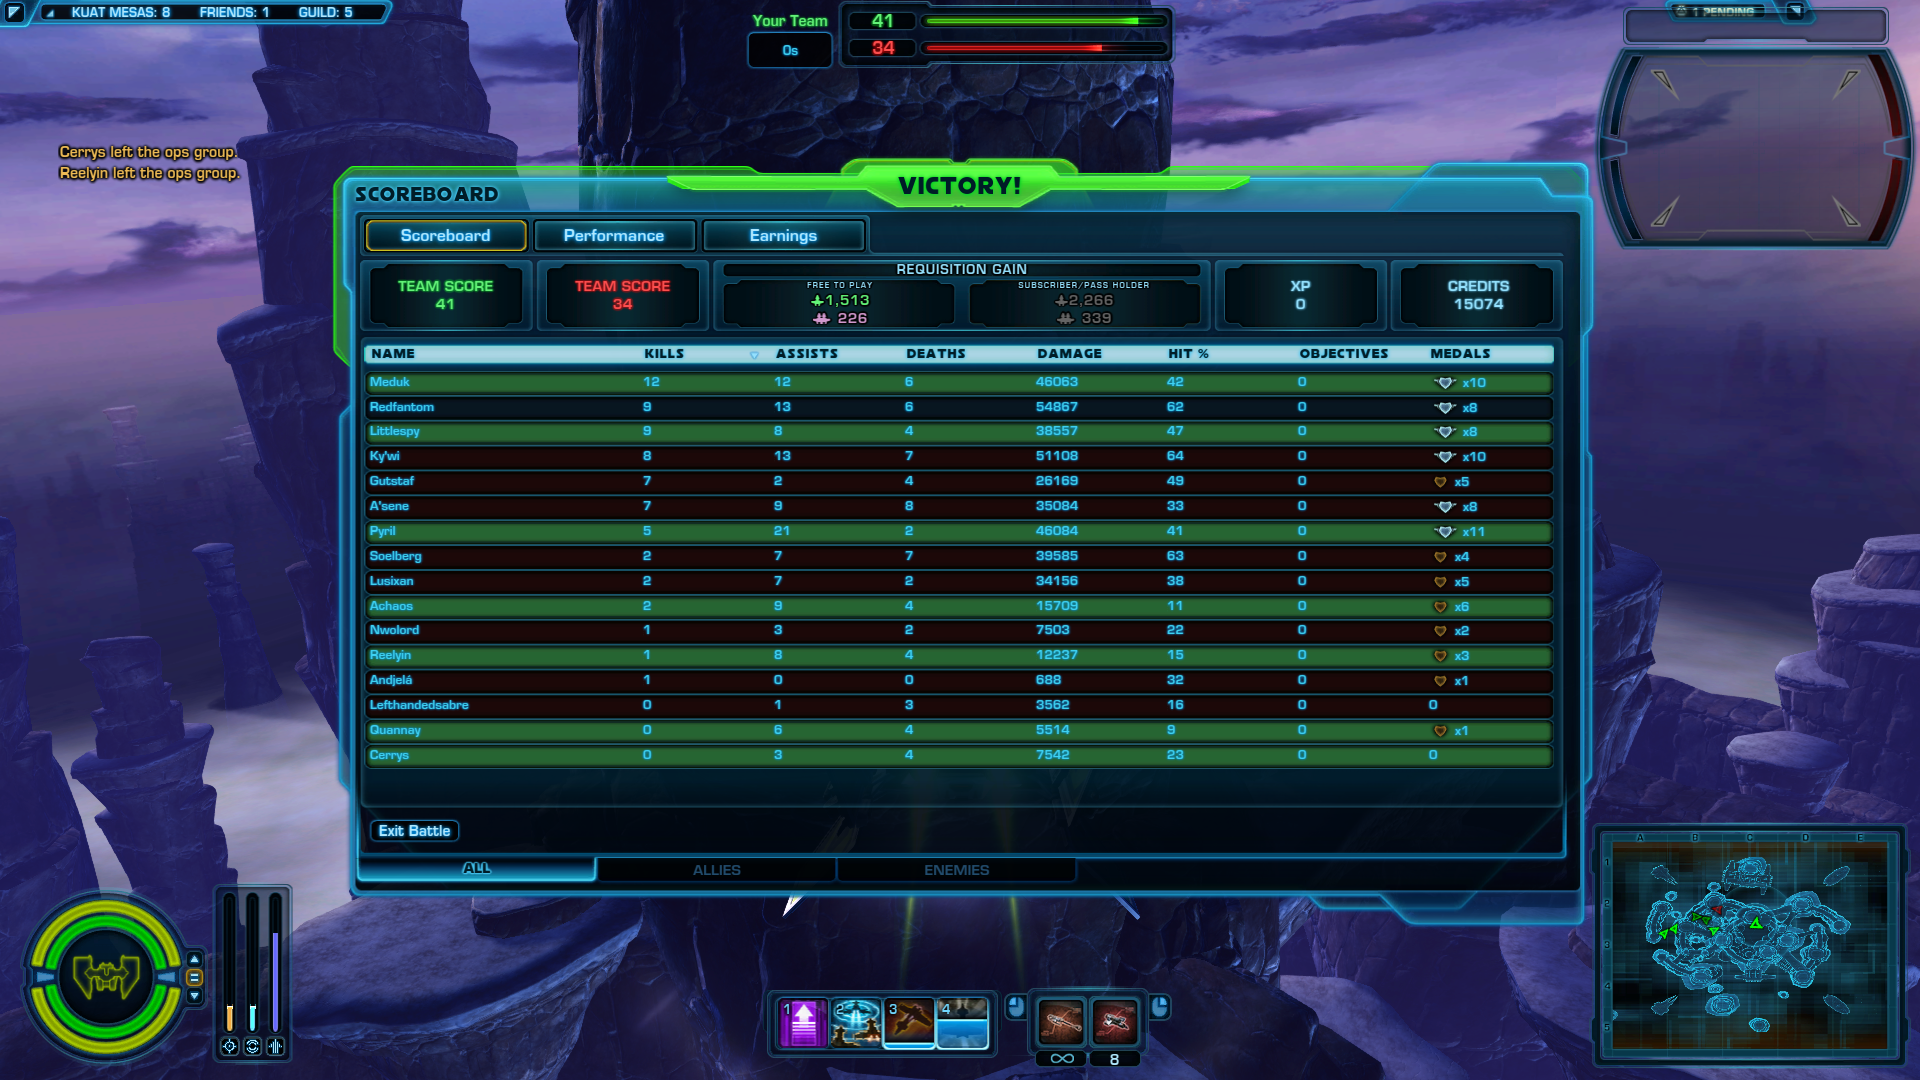 KUAT MESAS: 8 FRIENDS: 1 GUILD: 5
Your Team 41
0s 34
1 PENDING
Cerrys left the ops group.
Reelyin left the ops group.
VICTORY!
SCOREBOARD
Scoreboard Performance Earnings
TEAM SCORE
41
TEAM SCORE
34
REQUISITION GAIN
FREE TO PLAY
1,513
226
SUBSCRIBER/PASS HOLDER
2,266
339
XP
0
CREDITS
15074
NAME KILLS ASSISTS DEATHS DAMAGE HIT % OBJECTIVES MEDALS
Meduk 12 12 6 46063 42 0 x10
Redfantom 9 13 6 54867 62 0 x8
Littlespy 9 8 4 38557 47 0 x8
Ky'wi 8 13 7 51108 64 0 x10
Gutstaf 7 2 4 26169 49 0 x5
A'sene 7 9 8 35084 33 0 x8
Pyril 5 21 2 46084 41 0 x11
Soelberg 2 7 7 39585 63 0 x4
Lusixan 2 7 2 34156 38 0 x5
Achaos 2 9 4 15709 11 0 x6
Nwolord 1 3 2 7503 22 0 x2
Reelyin 1 8 4 12237 15 0 x3
Andjelá 1 0 0 688 32 0 x1
Lefthandedsabre 0 1 3 3562 16 0 0
Quannay 0 6 4 5514 9 0 x1
Cerrys 0 3 4 7542 23 0 0
Exit Battle
ALL ALLIES ENEMIES
A B C D E
1
2
3
4
5
1 2 3 4
∞ 8